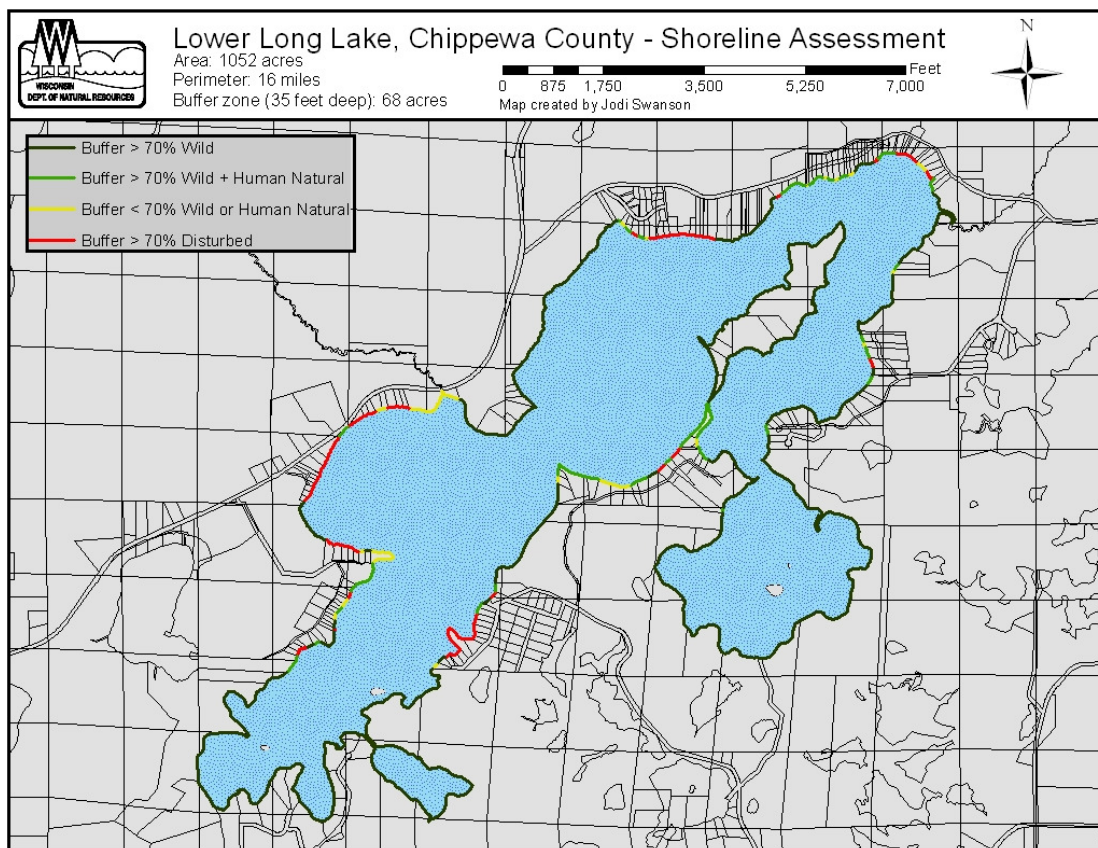 WISCONSIN
DEPT. OF NATURAL RESOURCES
Lower Long Lake, Chippewa County - Shoreline Assessment
Area: 1052 acres
Perimeter: 16 miles
Buffer zone (35 feet deep): 68 acres
Feet
0 875 1,750 3,500 5,250 7,000
Map created by Jodi Swanson
N
Buffer > 70% Wild
Buffer > 70% Wild + Human Natural
Buffer < 70% Wild or Human Natural
Buffer > 70% Disturbed